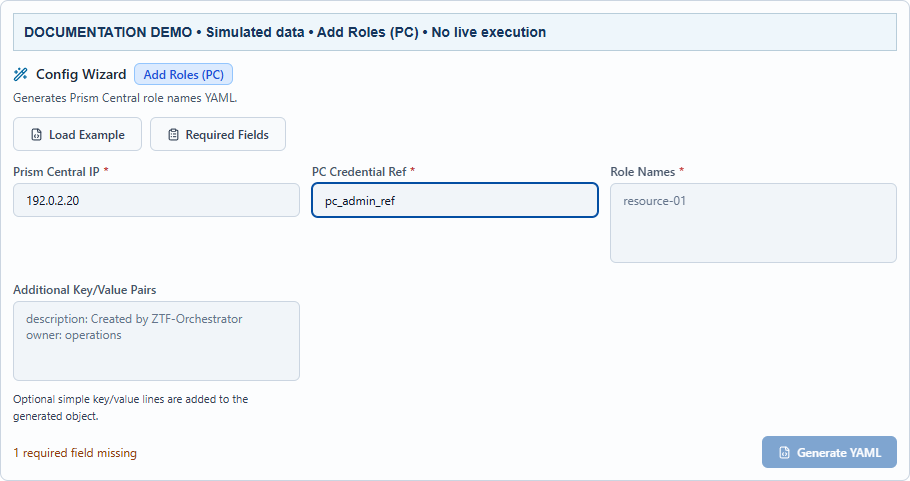 DOCUMENTATION DEMO • Simulated data • Add Roles (PC) • No live execution
Config Wizard
Add Roles (PC)
Generates Prism Central role names YAML.
Load Example
Required Fields
Prism Central IP *
PC Credential Ref *
Role Names *
192.0.2.20
pc_admin_ref
resource-01
Additional Key/Value Pairs
description: Created by ZTF-Orchestrator
owner: operations
Optional simple key/value lines are added to the
generated object.
1 required field missing
Generate YAML